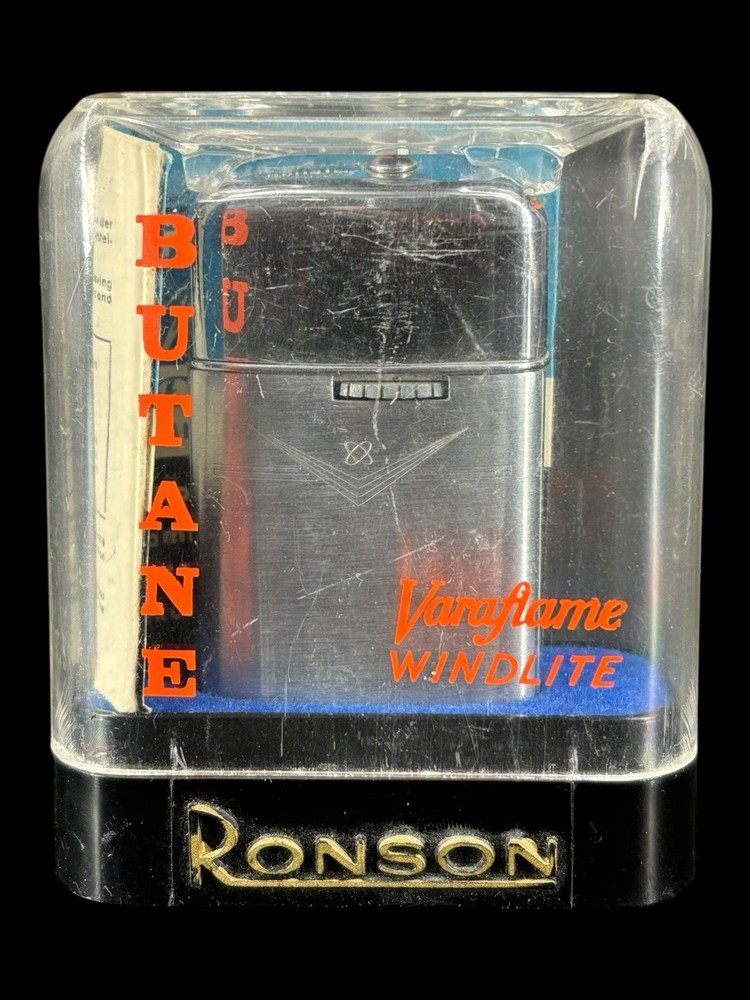 BUTANE
B
U
Varaflame
WINDLITE
RONSON